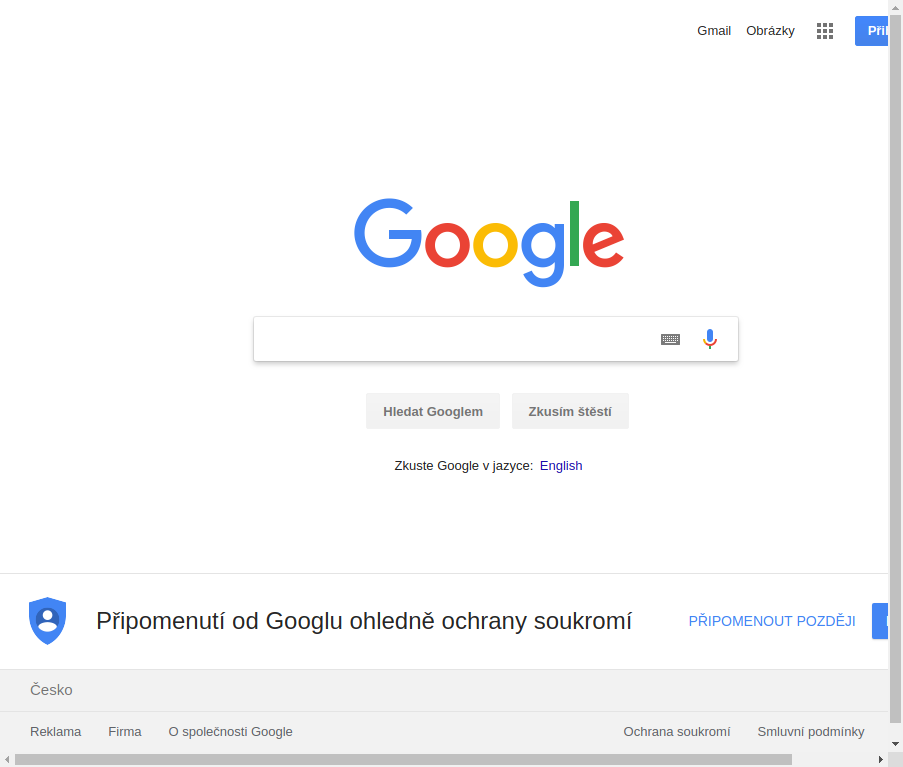 Gmail Obrázky
Google
Hledat Googlem Zkusím štěstí
Zkuste Google v jazyce: English
Připomenutí od Googlu ohledně ochrany soukromí PŘIPOMENOUT POZDĚJI
Česko
Reklama Firma O společnosti Google Ochrana soukromí Smluvní podmínky